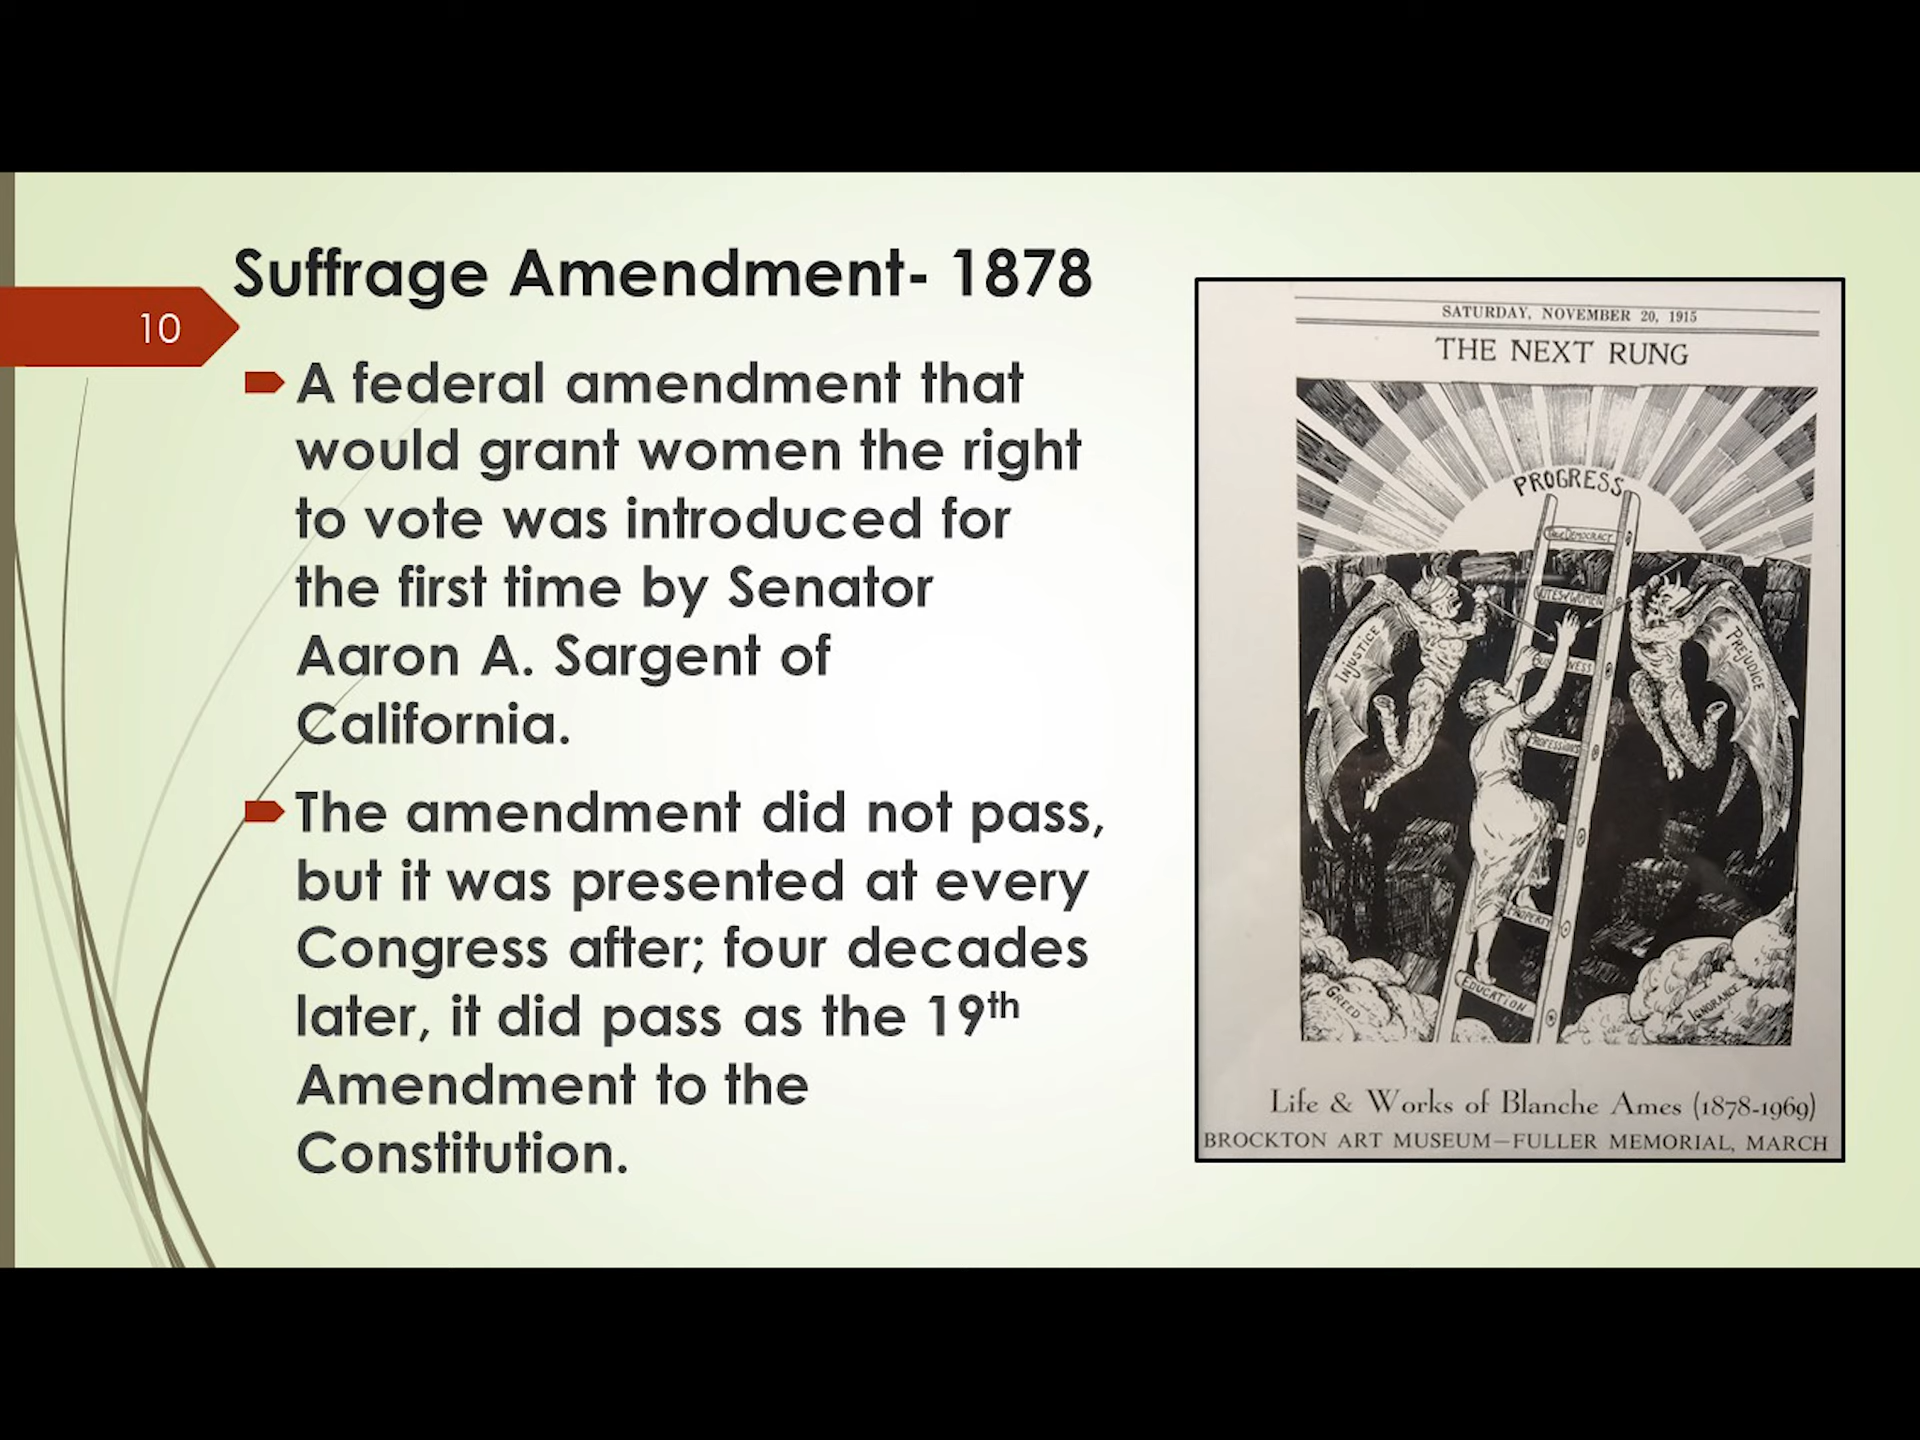 Suffrage Amendment- 1878
10
A federal amendment that
would grant women the right
to vote was introduced for
the first time by Senator
Aaron A. Sargent of
California.
The amendment did not pass,
but it was presented at every
Congress after; four decades
later, it did pass as the 19th
Amendment to the
Constitution.
SATURDAY, NOVEMBER 20, 1915
THE NEXT RUNG
PROGRESS
TRUE DEMOCRACY
INJUSTICE
PREJUDICE
PROFESSIONS
PROPERTY
EDUCATION
GREED
IGNORANCE
Life & Works of Blanche Ames (1878-1969)
BROCKTON ART MUSEUM—FULLER MEMORIAL, MARCH